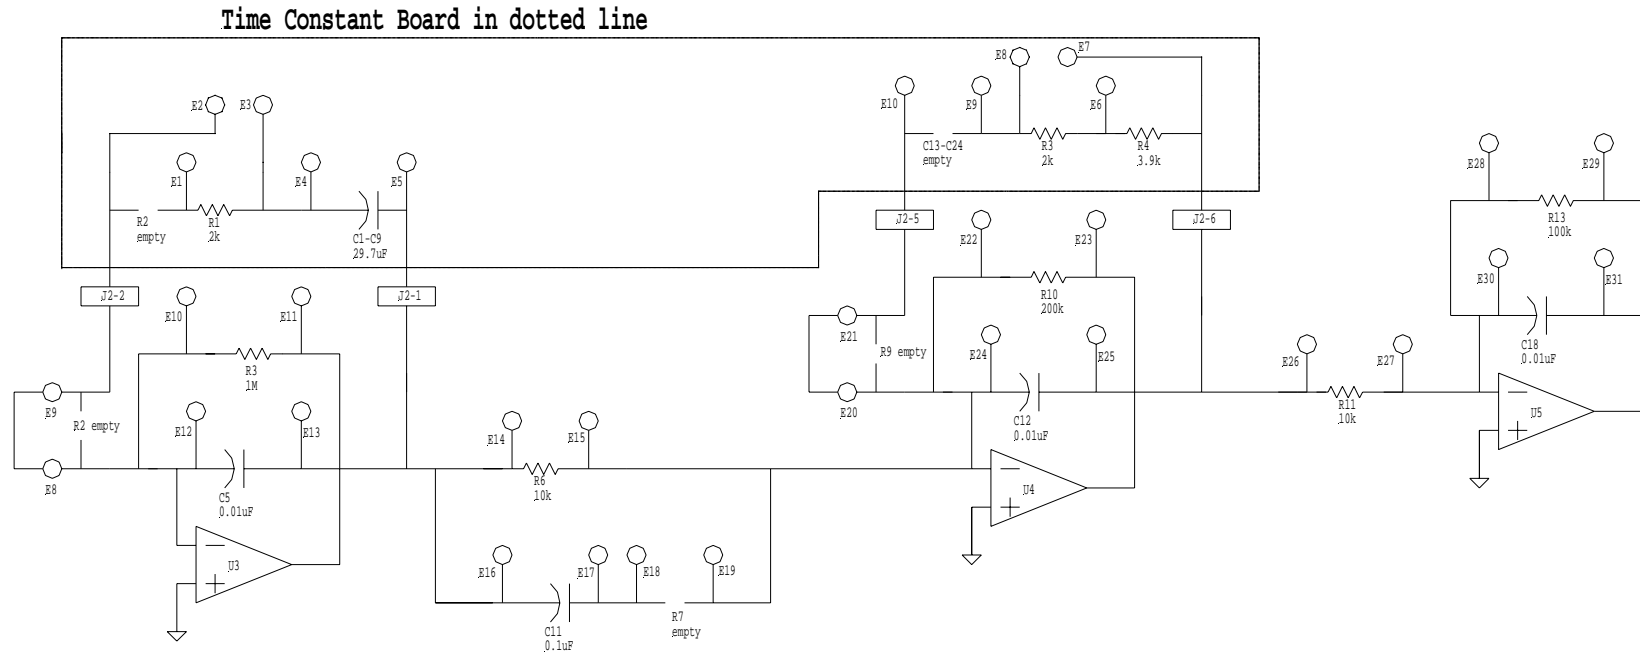 Time Constant Board in dotted line
E8
E7
E2
E3
E10
E9
E6
C13-C24
empty
R3
2k
R4
3.9k
E28
E29
E1
E4
E5
R2
empty
R1
2k
C1-C9
29.7uF
J2-5
J2-6
R13
100k
E22
E23
J2-2
J2-1
E30
E31
E10
E11
R10
200k
E21
R9 empty
E24
E25
C18
0.01uF
R3
1M
E26
E27
E9
E20
C12
0.01uF
R11
10k
U5
R2 empty
E12
E13
E14
E15
E8
C5
0.01uF
R6
10k
U4
U3
E16
E17
E18
E19
C11
0.1uF
R7
empty